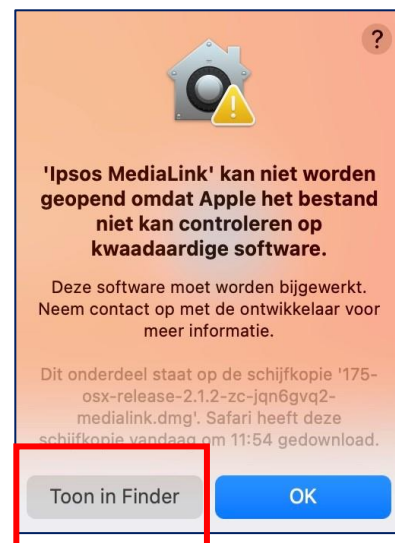 ?
'Ipsos MediaLink' kan niet worden
geopend omdat Apple het bestand
niet kan controleren op
kwaadaardige software.
Deze software moet worden bijgewerkt.
Neem contact op met de ontwikkelaar voor
meer informatie.
Dit onderdeel staat op de schijfkopie '175-
osx-release-2.1.2-zc-jqn6gvq2-
medialink.dmg'. Safari heeft deze
schijfkopie vandaag om 11:54 gedownload.
Toon in Finder
OK